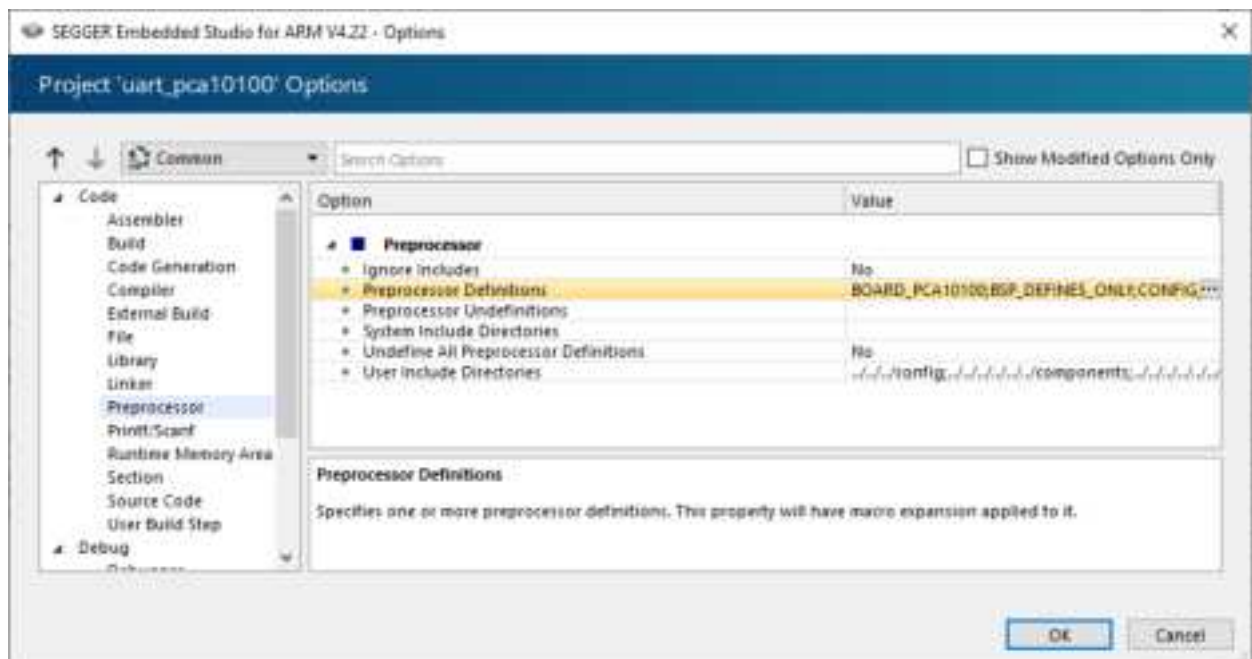 SEGGER Embedded Studio for ARM V4.22 - Options
Project 'uart_pca10100' Options
Common
Search Options
Show Modified Options Only
Code
Assembler
Build
Code Generation
Compiler
External Build
File
Library
Linker
Preprocessor
Printf/Scanf
Runtime Memory Area
Section
Source Code
User Build Step
Debug
Debugger
Option Value
Preprocessor
Ignore Includes No
Preprocessor Definitions BOARD_PCA10100;BSP_DEFINES_ONLY;CONFIG_
Preprocessor Undefinitions
System Include Directories
Undefine All Preprocessor Definitions No
User Include Directories ../../../config;../../../../../../components;../../../../../../
Preprocessor Definitions
Specifies one or more preprocessor definitions. This property will have macro expansion applied to it.
OK Cancel